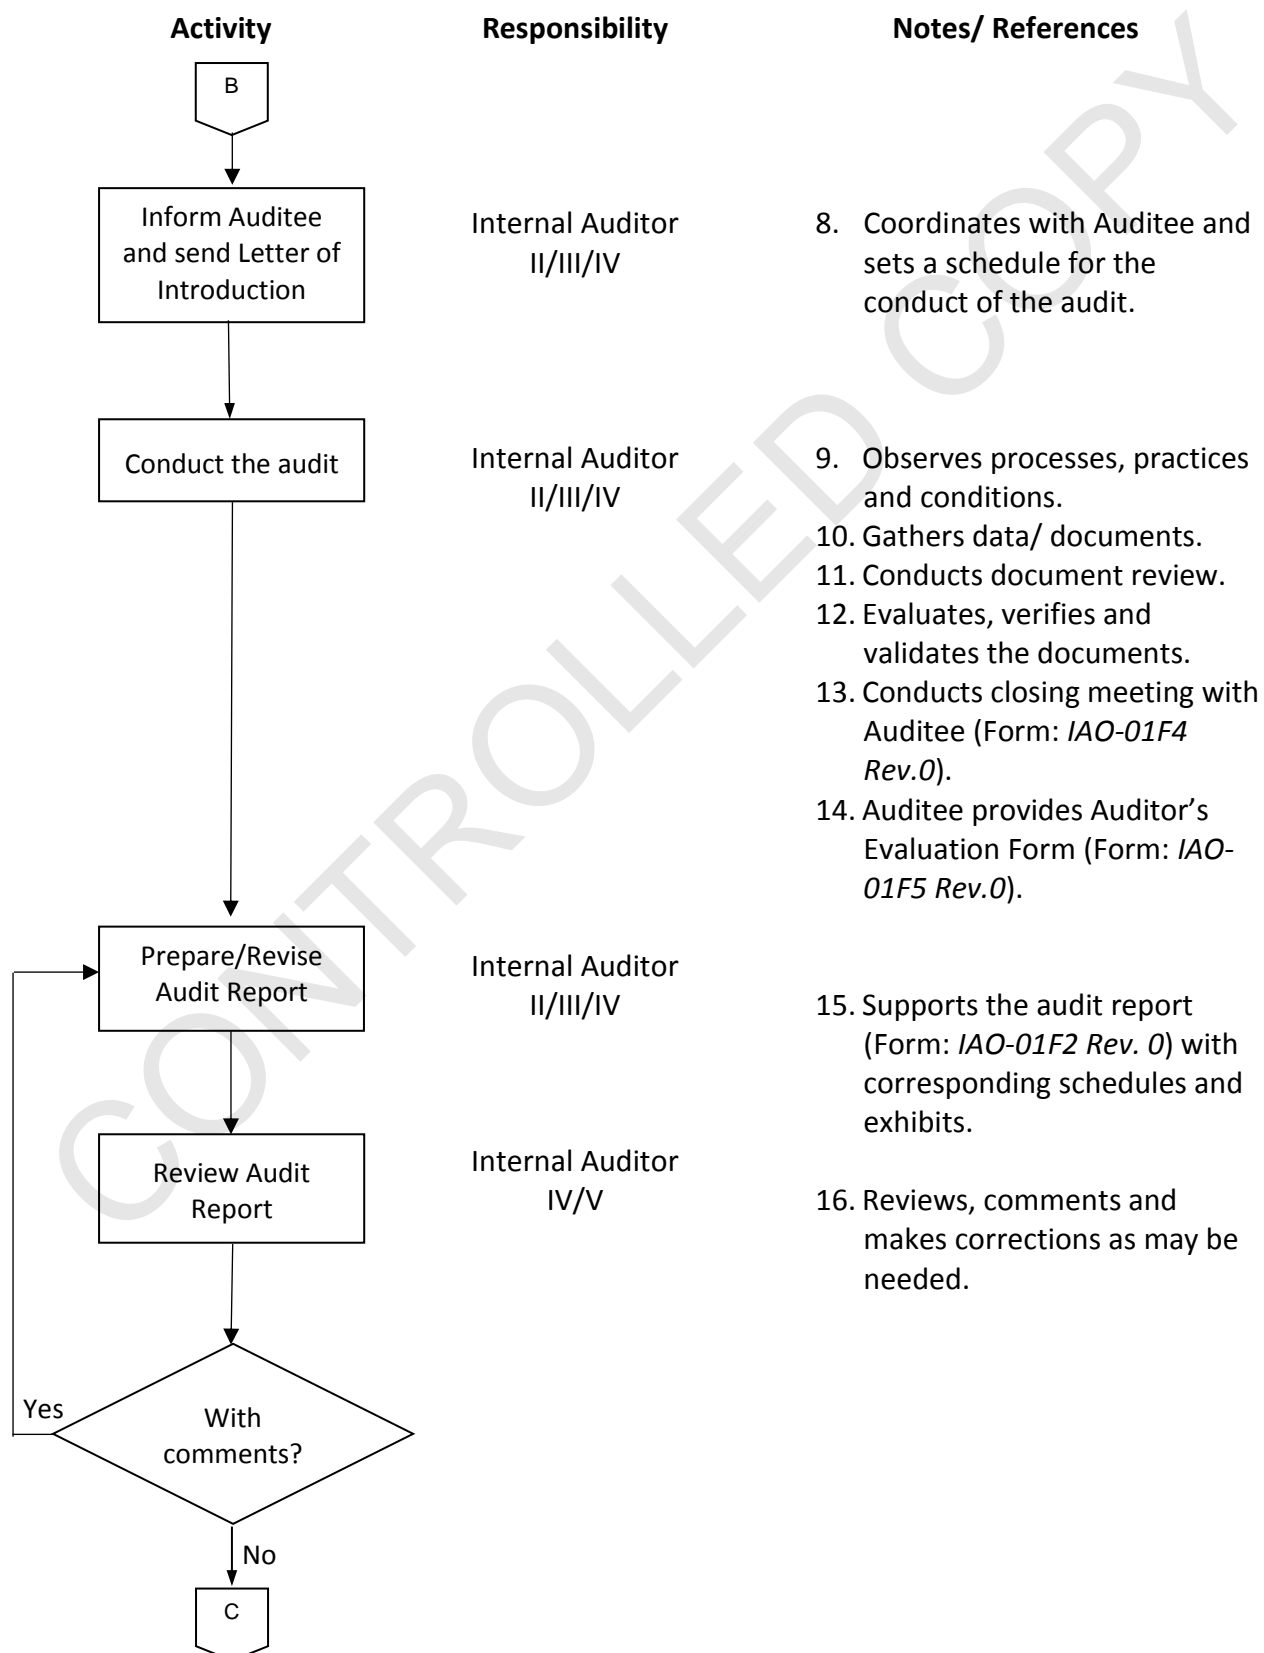 Activity
Responsibility
Notes/ References
B
Inform Auditee
and send Letter of
Introduction
Internal Auditor
II/III/IV
8. Coordinates with Auditee and
sets a schedule for the
conduct of the audit.
Conduct the audit
Internal Auditor
II/III/IV
9. Observes processes, practices
and conditions.
10. Gathers data/ documents.
11. Conducts document review.
12. Evaluates, verifies and
validates the documents.
13. Conducts closing meeting with
Auditee (Form: IAO-01F4
Rev.0).
14. Auditee provides Auditor’s
Evaluation Form (Form: IAO-
01F5 Rev.0).
Prepare/Revise
Audit Report
Internal Auditor
II/III/IV
15. Supports the audit report
(Form: IAO-01F2 Rev. 0) with
corresponding schedules and
exhibits.
Review Audit
Report
Internal Auditor
IV/V
16. Reviews, comments and
makes corrections as may be
needed.
With
comments?
Yes
No
C
CONTROLLED COPY